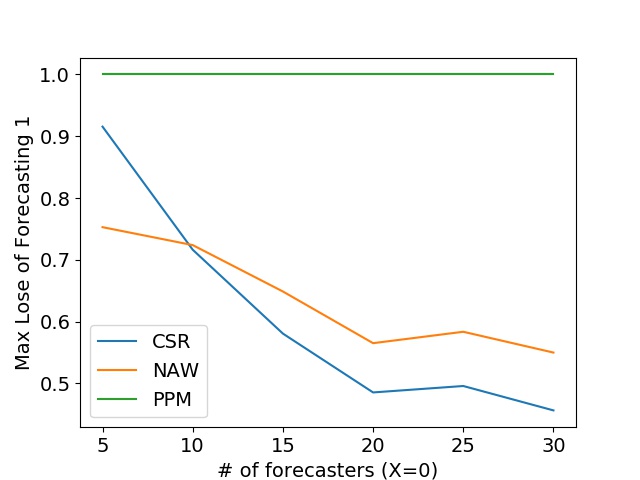 1.0
0.9
0.8
0.7
0.6
0.5
Max Lose of Forecasting 1
CSR
NAW
PPM
5 10 15 20 25 30
# of forecasters (X=0)